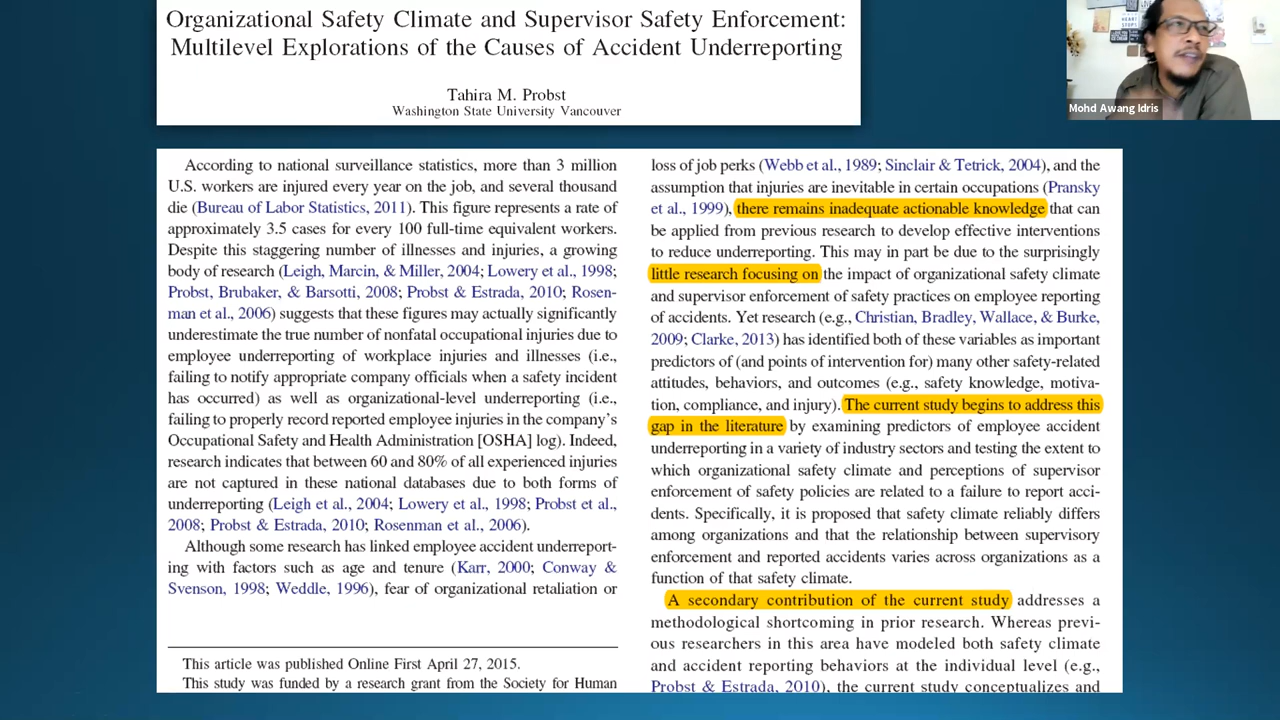 Organizational Safety Climate and Supervisor Safety Enforcement:
Multilevel Explorations of the Causes of Accident Underreporting
Tahira M. Probst
Washington State University Vancouver
Mohd Awang Idris
According to national surveillance statistics, more than 3 million
U.S. workers are injured every year on the job, and several thousand
die (Bureau of Labor Statistics, 2011). This figure represents a rate of
approximately 3.5 cases for every 100 full-time equivalent workers.
Despite this staggering number of illnesses and injuries, a growing
body of research (Leigh, Marcin, & Miller, 2004; Lowery et al., 1998;
Probst, Brubaker, & Barsotti, 2008; Probst & Estrada, 2010; Rosen-
man et al., 2006) suggests that these figures may actually significantly
underestimate the true number of nonfatal occupational injuries due to
employee underreporting of workplace injuries and illnesses (i.e.,
failing to notify appropriate company officials when a safety incident
has occurred) as well as organizational-level underreporting (i.e.,
failing to properly record reported employee injuries in the company's
Occupational Safety and Health Administration [OSHA] log). Indeed,
research indicates that between 60 and 80% of all experienced injuries
are not captured in these national databases due to both forms of
underreporting (Leigh et al., 2004; Lowery et al., 1998; Probst et al.,
2008; Probst & Estrada, 2010; Rosenman et al., 2006).
Although some research has linked employee accident underreport-
ing with factors such as age and tenure (Karr, 2000; Conway &
Svenson, 1998; Weddle, 1996), fear of organizational retaliation or
This article was published Online First April 27, 2015.
This study was funded by a research grant from the Society for Human
loss of job perks (Webb et al., 1989; Sinclair & Tetrick, 2004), and the
assumption that injuries are inevitable in certain occupations (Pransky
et al., 1999), there remains inadequate actionable knowledge that can
be applied from previous research to develop effective interventions
to reduce underreporting. This may in part be due to the surprisingly
little research focusing on the impact of organizational safety climate
and supervisor enforcement of safety practices on employee reporting
of accidents. Yet research (e.g., Christian, Bradley, Wallace, & Burke,
2009; Clarke, 2013) has identified both of these variables as important
predictors of (and points of intervention for) many other safety-related
attitudes, behaviors, and outcomes (e.g., safety knowledge, motiva-
tion, compliance, and injury). The current study begins to address this
gap in the literature by examining predictors of employee accident
underreporting in a variety of industry sectors and testing the extent to
which organizational safety climate and perceptions of supervisor
enforcement of safety policies are related to a failure to report acci-
dents. Specifically, it is proposed that safety climate reliably differs
among organizations and that the relationship between supervisory
enforcement and reported accidents varies across organizations as a
function of that safety climate.
A secondary contribution of the current study addresses a
methodological shortcoming in prior research. Whereas previ-
ous researchers in this area have modeled both safety climate
and accident reporting behaviors at the individual level (e.g.,
Probst & Estrada, 2010), the current study conceptualizes and